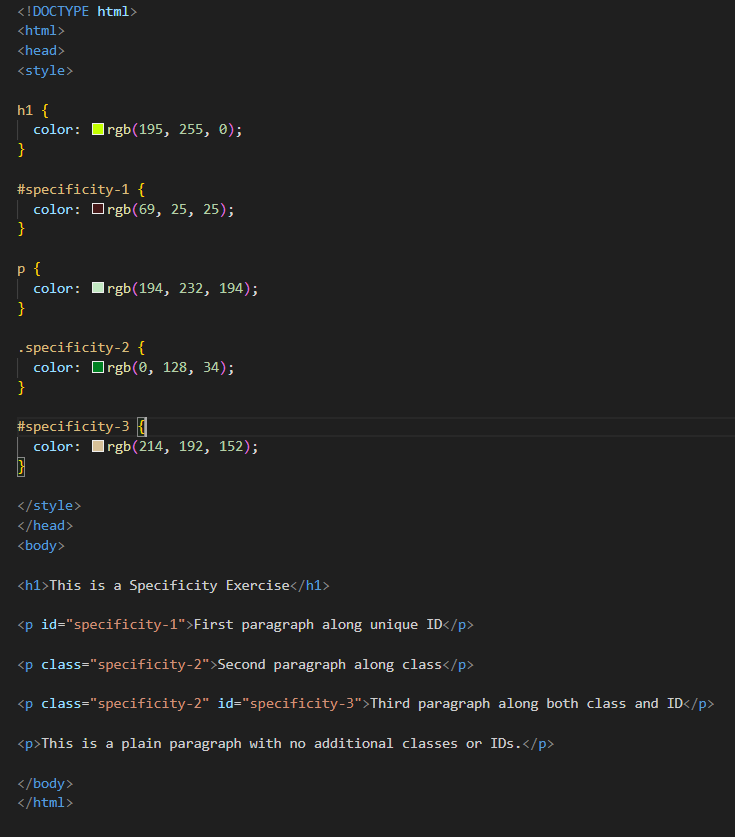 <!DOCTYPE html>
<html>
<head>
<style>
h1 {
color: rgb(195, 255, 0);
}
#specificity-1 {
color: rgb(69, 25, 25);
}
p {
color: rgb(194, 232, 194);
}
.specificity-2 {
color: rgb(0, 128, 34);
}
#specificity-3 {
color: rgb(214, 192, 152);
}
</style>
</head>
<body>
<h1>This is a Specificity Exercise</h1>
<p id="specificity-1">First paragraph along unique ID</p>
<p class="specificity-2">Second paragraph along class</p>
<p class="specificity-2" id="specificity-3">Third paragraph along both class and ID</p>
<p>This is a plain paragraph with no additional classes or IDs.</p>
</body>
</html>